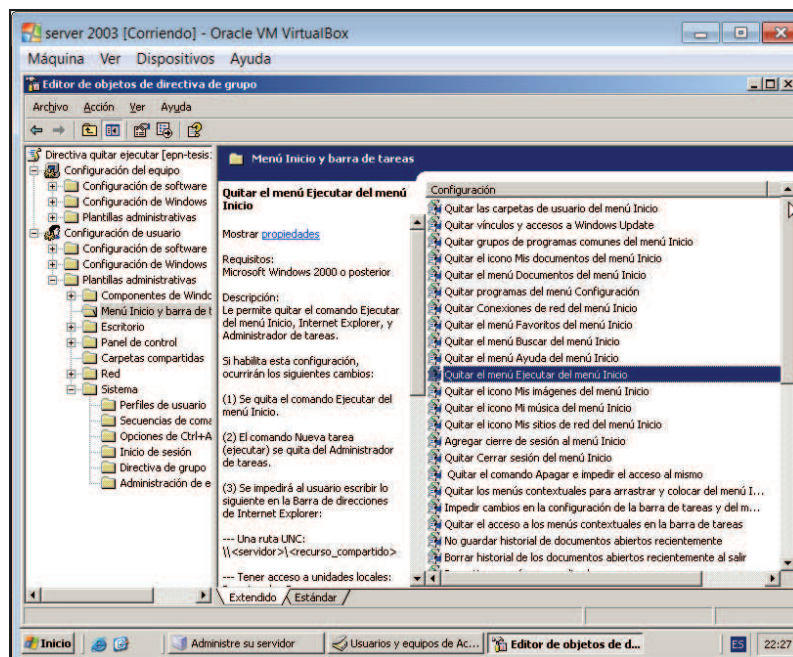 server 2003 [Corriendo] - Oracle VM VirtualBox
Máquina Ver Dispositivos Ayuda
Editor de objetos de directiva de grupo
Archivo Acción Ver Ayuda
Directiva quitar ejecutar [epn-tesis:
Configuración del equipo
Configuración de software
Configuración de Windows
Plantillas administrativas
Configuración de usuario
Configuración de software
Configuración de Windows
Plantillas administrativas
Componentes de Windc
Menú Inicio y barra de t
Escritorio
Panel de control
Carpetas compartidas
Red
Sistema
Perfiles de usuario
Secuencias de coma
Opciones de Ctrl+A
Inicio de sesión
Directiva de grupo
Administración de e
Menú Inicio y barra de tareas
Quitar el menú Ejecutar del menú
Inicio
Mostrar propiedades
Requisitos:
Microsoft Windows 2000 o posterior
Descripción:
Le permite quitar el comando Ejecutar
del menú Inicio, Internet Explorer, y
Administrador de tareas.
Si habilita esta configuración,
ocurrirán los siguientes cambios:
(1) Se quita el comando Ejecutar del
menú Inicio.
(2) El comando Nueva tarea
(ejecutar) se quita del Administrador
de tareas.
(3) Se impedirá al usuario escribir lo
siguiente en la Barra de direcciones
de Internet Explorer:
--- Una ruta UNC:
\\<servidor>\<recurso_compartido>
--- Tener acceso a unidades locales:
Configuración
Quitar las carpetas de usuario del menú Inicio
Quitar vínculos y accesos a Windows Update
Quitar grupos de programas comunes del menú Inicio
Quitar el icono Mis documentos del menú Inicio
Quitar el menú Documentos del menú Inicio
Quitar programas del menú Configuración
Quitar Conexiones de red del menú Inicio
Quitar el menú Favoritos del menú Inicio
Quitar el menú Buscar del menú Inicio
Quitar el menú Ayuda del menú Inicio
Quitar el menú Ejecutar del menú Inicio
Quitar el icono Mis imágenes del menú Inicio
Quitar el icono Mi música del menú Inicio
Quitar el icono Mis sitios de red del menú Inicio
Agregar cierre de sesión al menú Inicio
Quitar Cerrar sesión del menú Inicio
Quitar el comando Apagar e impedir el acceso al mismo
Quitar los menús contextuales para arrastrar y colocar del menú I...
Impedir cambios en la configuración de la barra de tareas y del m...
Quitar el acceso a los menús contextuales en la barra de tareas
No guardar historial de documentos abiertos recientemente
Borrar historial de los documentos abiertos recientemente al salir
Extendido Estándar
Inicio Administre su servidor Usuarios y equipos de Ac... Editor de objetos de d... ES 22:27